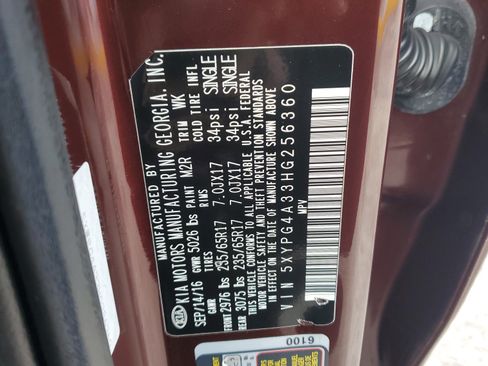 MANUFACTURED BY
KIA KIA MOTORS MANUFACTURING GEORGIA. INC.
SEP/14/16 GVWR 5026 lbs PAINT M2R TRIM WK
GAWR TIRES RIMS COLD TIRE INFL
FRONT 2976 lbs 235/65R17 7.0JX17 34psi SINGLE
REAR 3075 lbs 235/65R17 7.0JX17 34psi SINGLE
THIS VEHICLE CONFORMS TO ALL APPLICABLE U.S.A. FEDERAL
MOTOR VEHICLE SAFETY BUMPER AND THEFT PREVENTION STANDARDS
IN EFFECT ON THE DATE OF MANUFACTURE SHOWN ABOVE
VIN 5XYPG4A33HG256360
MPV
6100